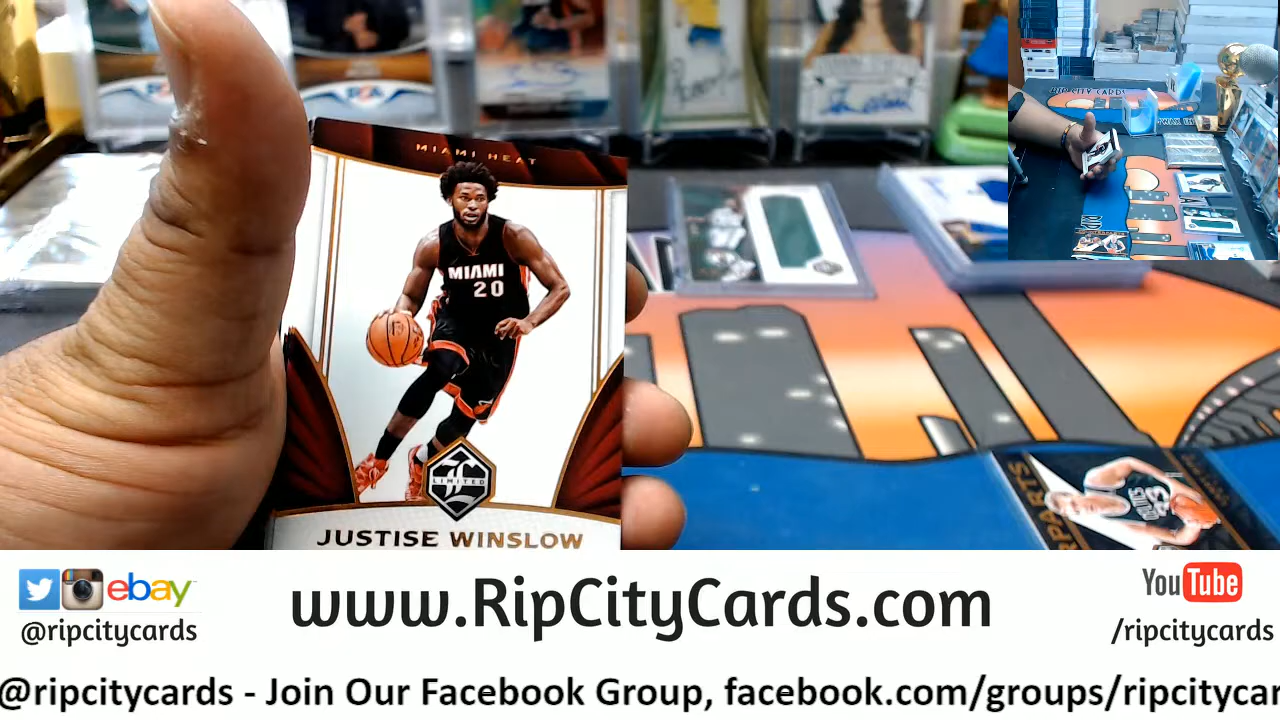 MIAMI HEAT
MIAMI
20
LIMITED
JUSTISE WINSLOW
RIP CITY CARDS
ebay
@ripcitycards
www.RipCityCards.com
YouTube
/ripcitycards
@ripcitycards - Join Our Facebook Group, facebook.com/groups/ripcitycar